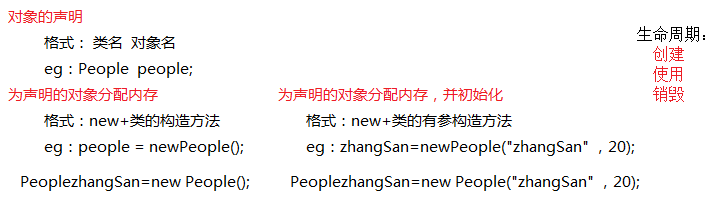 对象的声明
格式： 类名 对象名
eg：People people;
为声明的对象分配内存
格式：new+类的构造方法
eg：people = newPeople();
PeoplezhangSan=new People();
为声明的对象分配内存，并初始化
格式：new+类的有参构造方法
eg：zhangSan=newPeople("zhangSan" ，20);
PeoplezhangSan=new People("zhangSan" ，20);
生命周期：
创建
使用
销毁